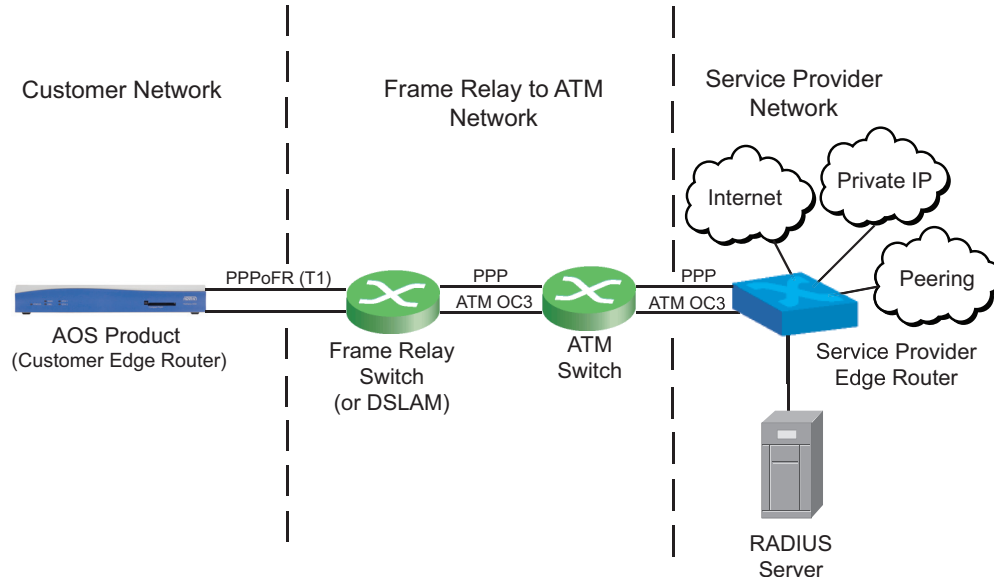 Customer Network
Frame Relay to ATM
Network
Service Provider
Network
Internet
Private IP
Peering
PPPoFR (T1)
PPP
ATM OC3
PPP
ATM OC3
AOS Product
(Customer Edge Router)
Frame Relay
Switch
(or DSLAM)
ATM
Switch
Service Provider
Edge Router
RADIUS
Server